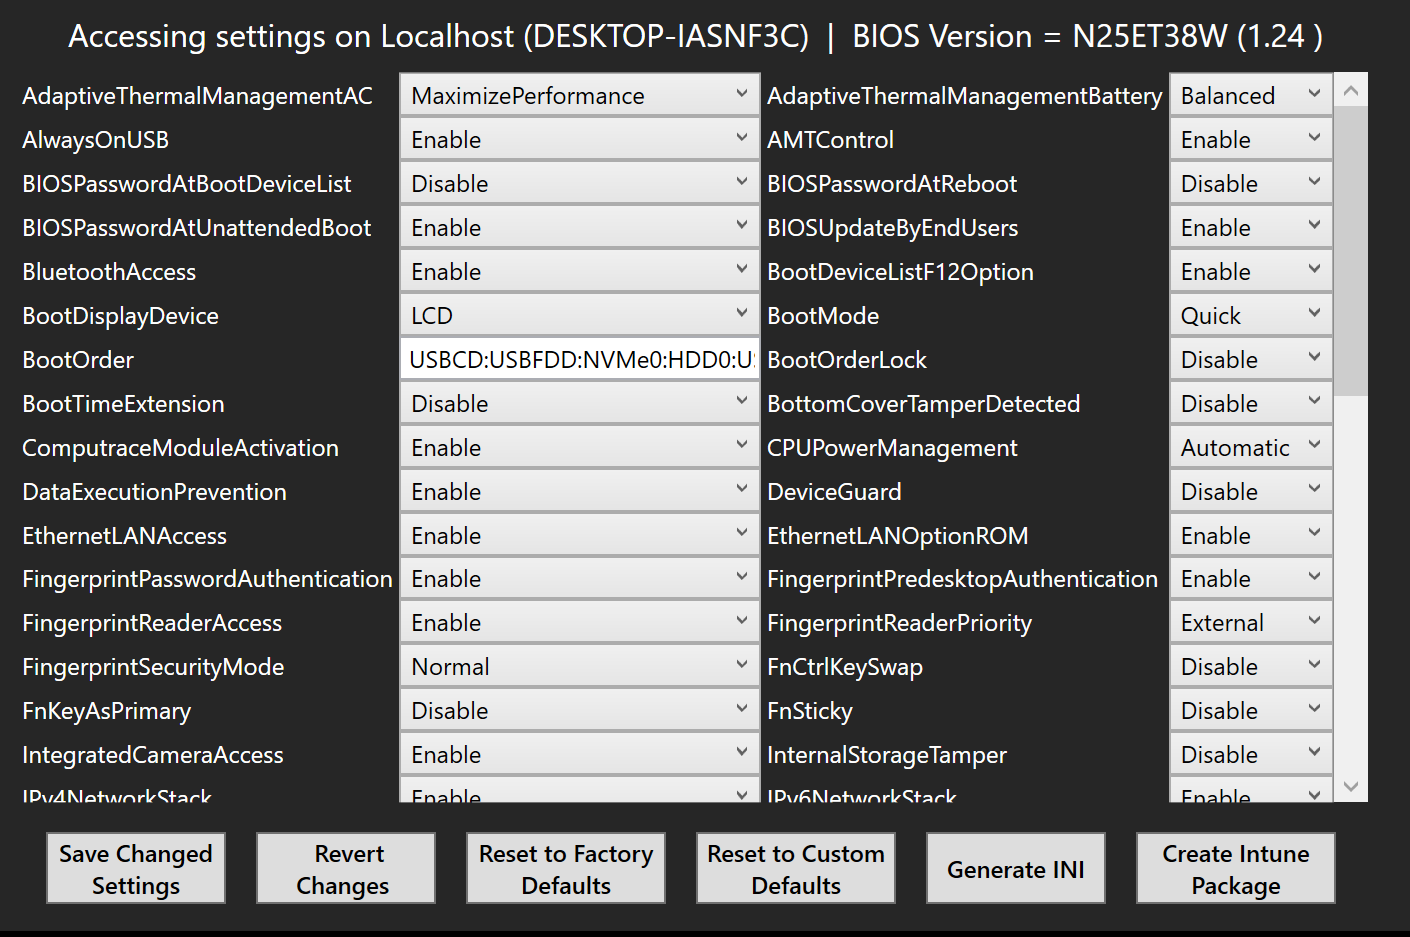 Accessing settings on Localhost (DESKTOP-IASNF3C) | BIOS Version = N25ET38W (1.24 )
AdaptiveThermalManagementAC MaximizePerformance AdaptiveThermalManagementBattery Balanced
AlwaysOnUSB Enable AMTControl Enable
BIOSPasswordAtBootDeviceList Disable BIOSPasswordAtReboot Disable
BIOSPasswordAtUnattendedBoot Enable BIOSUpdateByEndUsers Enable
BluetoothAccess Enable BootDeviceListF12Option Enable
BootDisplayDevice LCD BootMode Quick
BootOrder USBCD:USBFDD:NVMe0:HDD0:U BootOrderLock Disable
BootTimeExtension Disable BottomCoverTamperDetected Disable
ComputraceModuleActivation Enable CPUPowerManagement Automatic
DataExecutionPrevention Enable DeviceGuard Disable
EthernetLANAccess Enable EthernetLANOptionROM Enable
FingerprintPasswordAuthentication Enable FingerprintPredesktopAuthentication Enable
FingerprintReaderAccess Enable FingerprintReaderPriority External
FingerprintSecurityMode Normal FnCtrlKeySwap Disable
FnKeyAsPrimary Disable FnSticky Disable
IntegratedCameraAccess Enable InternalStorageTamper Disable
IPv4NetworkStack Enable IPv6NetworkStack Enable
Save Changed
Settings
Revert
Changes
Reset to Factory
Defaults
Reset to Custom
Defaults
Generate INI
Create Intune
Package